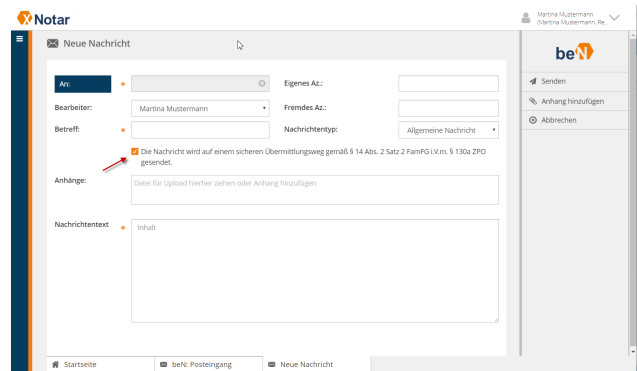 XNotar
Martina Mustermann
(Martina Mustermann, Re..
Neue Nachricht
beN
An: *
Eigenes Az.:
Senden
Bearbeiter: Martina Mustermann
Fremdes Az.:
Anhang hinzufügen
Betreff: *
Nachrichtentyp: Allgemeine Nachricht
Abbrechen
Die Nachricht wird auf einem sicheren Übermittlungsweg gemäß § 14 Abs. 2 Satz 2 FamFG i.V.m. § 130a ZPO
gesendet.
Anhänge: Datei für Upload hierher ziehen oder Anhang hinzufügen
Nachrichtentext * Inhalt
Startseite
beN: Posteingang
Neue Nachricht